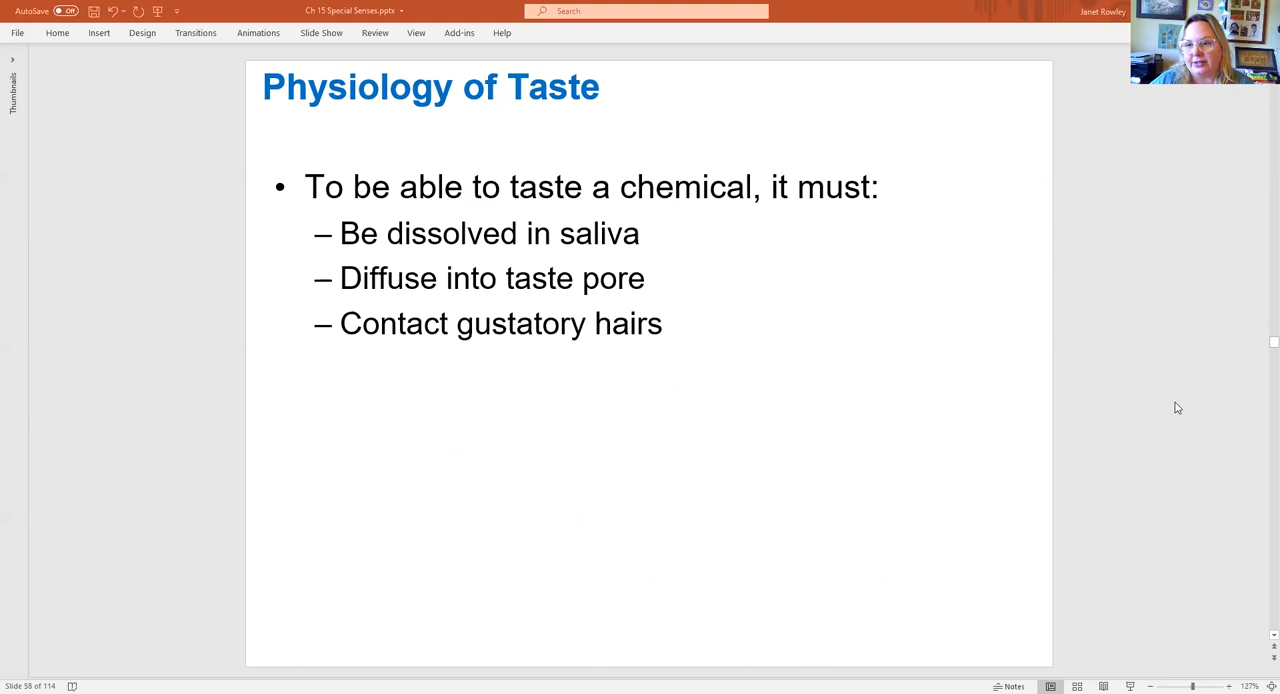 AutoSave Off
Ch 15 Special Senses.pptx
Search
Janet Rowley
File Home Insert Design Transitions Animations Slide Show Review View Add-ins Help
Thumbnails
Physiology of Taste
• To be able to taste a chemical, it must:
– Be dissolved in saliva
– Diffuse into taste pore
– Contact gustatory hairs
Slide 58 of 114
Notes
127%